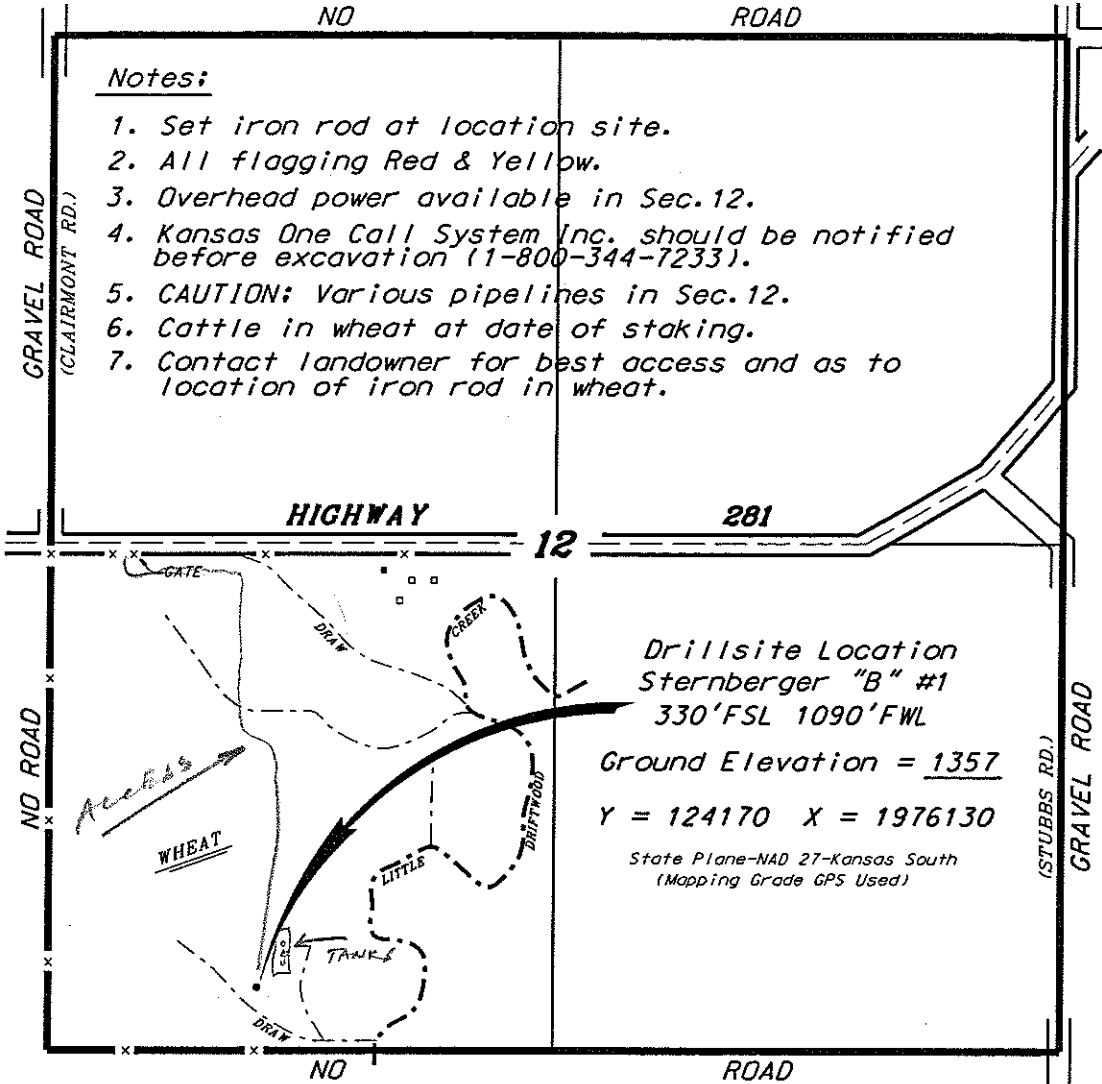 NO ROAD
Notes:
1. Set iron rod at location site.
2. All flagging Red & Yellow.
3. Overhead power available in Sec. 12.
4. Kansas One Call System Inc. should be notified
before excavation (1-800-344-7233).
5. CAUTION: Various pipelines in Sec. 12.
6. Cattle in wheat at date of staking.
7. Contact landowner for best access and as to
location of iron rod in wheat.
GRAVEL ROAD
(CLAIRMONT RD.)
HIGHWAY 12 281
GATE
DRAW
CREEK
Drillsite Location
Sternberger "B" #1
330'FSL 1090'FWL
Ground Elevation = 1357
Y = 124170 X = 1976130
State Plane-NAD 27-Kansas South
(Mapping Grade GPS Used)
NO ROAD
Access
WHEAT
LITTLE
DRIFTWOOD
TANKS
DRAW
(STUBBS RD.)
GRAVEL ROAD
NO ROAD